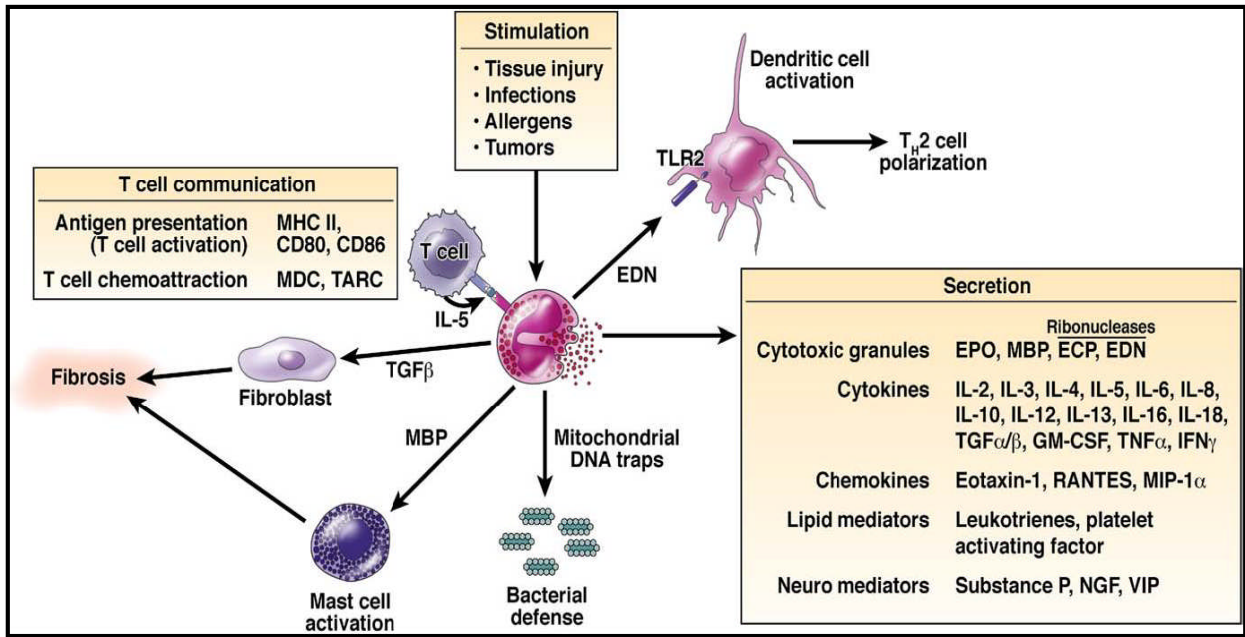 Stimulation
• Tissue injury
• Infections
• Allergens
• Tumors
Dendritic cell
activation
TLR2
T_H2 cell
polarization
T cell communication
Antigen presentation MHC II,
(T cell activation) CD80, CD86
T cell chemoattraction MDC, TARC
T cell
IL-5
EDN
TGFβ
Fibroblast
Fibrosis
MBP
Mast cell
activation
Mitochondrial
DNA traps
Bacterial
defense
Secretion
Ribonucleases
Cytotoxic granules EPO, MBP, ECP, EDN
Cytokines IL-2, IL-3, IL-4, IL-5, IL-6, IL-8,
IL-10, IL-12, IL-13, IL-16, IL-18,
TGFα/β, GM-CSF, TNFα, IFNγ
Chemokines Eotaxin-1, RANTES, MIP-1α
Lipid mediators Leukotrienes, platelet
activating factor
Neuro mediators Substance P, NGF, VIP